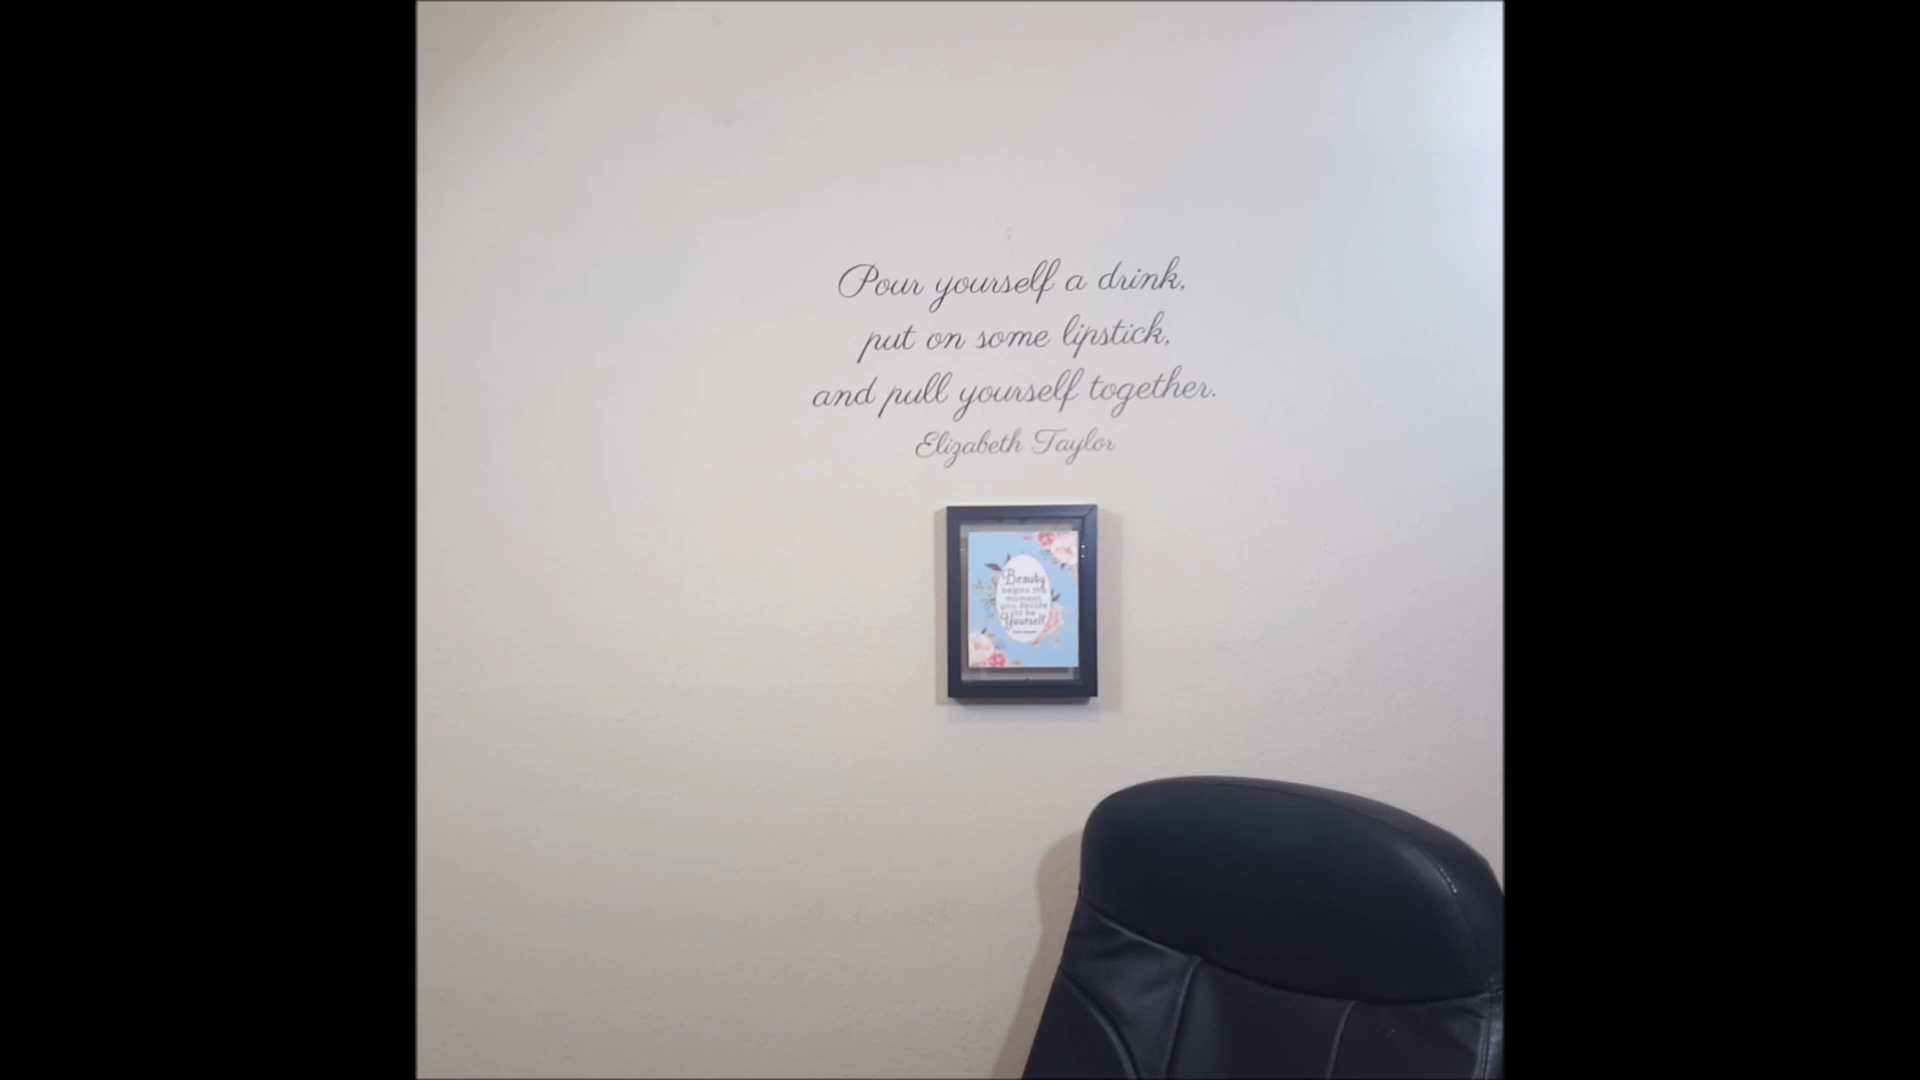 Pour yourself a drink,
put on some lipstick,
and pull yourself together.
Elizabeth Taylor
Beauty
begins the
moment
you decide
to be
Yourself